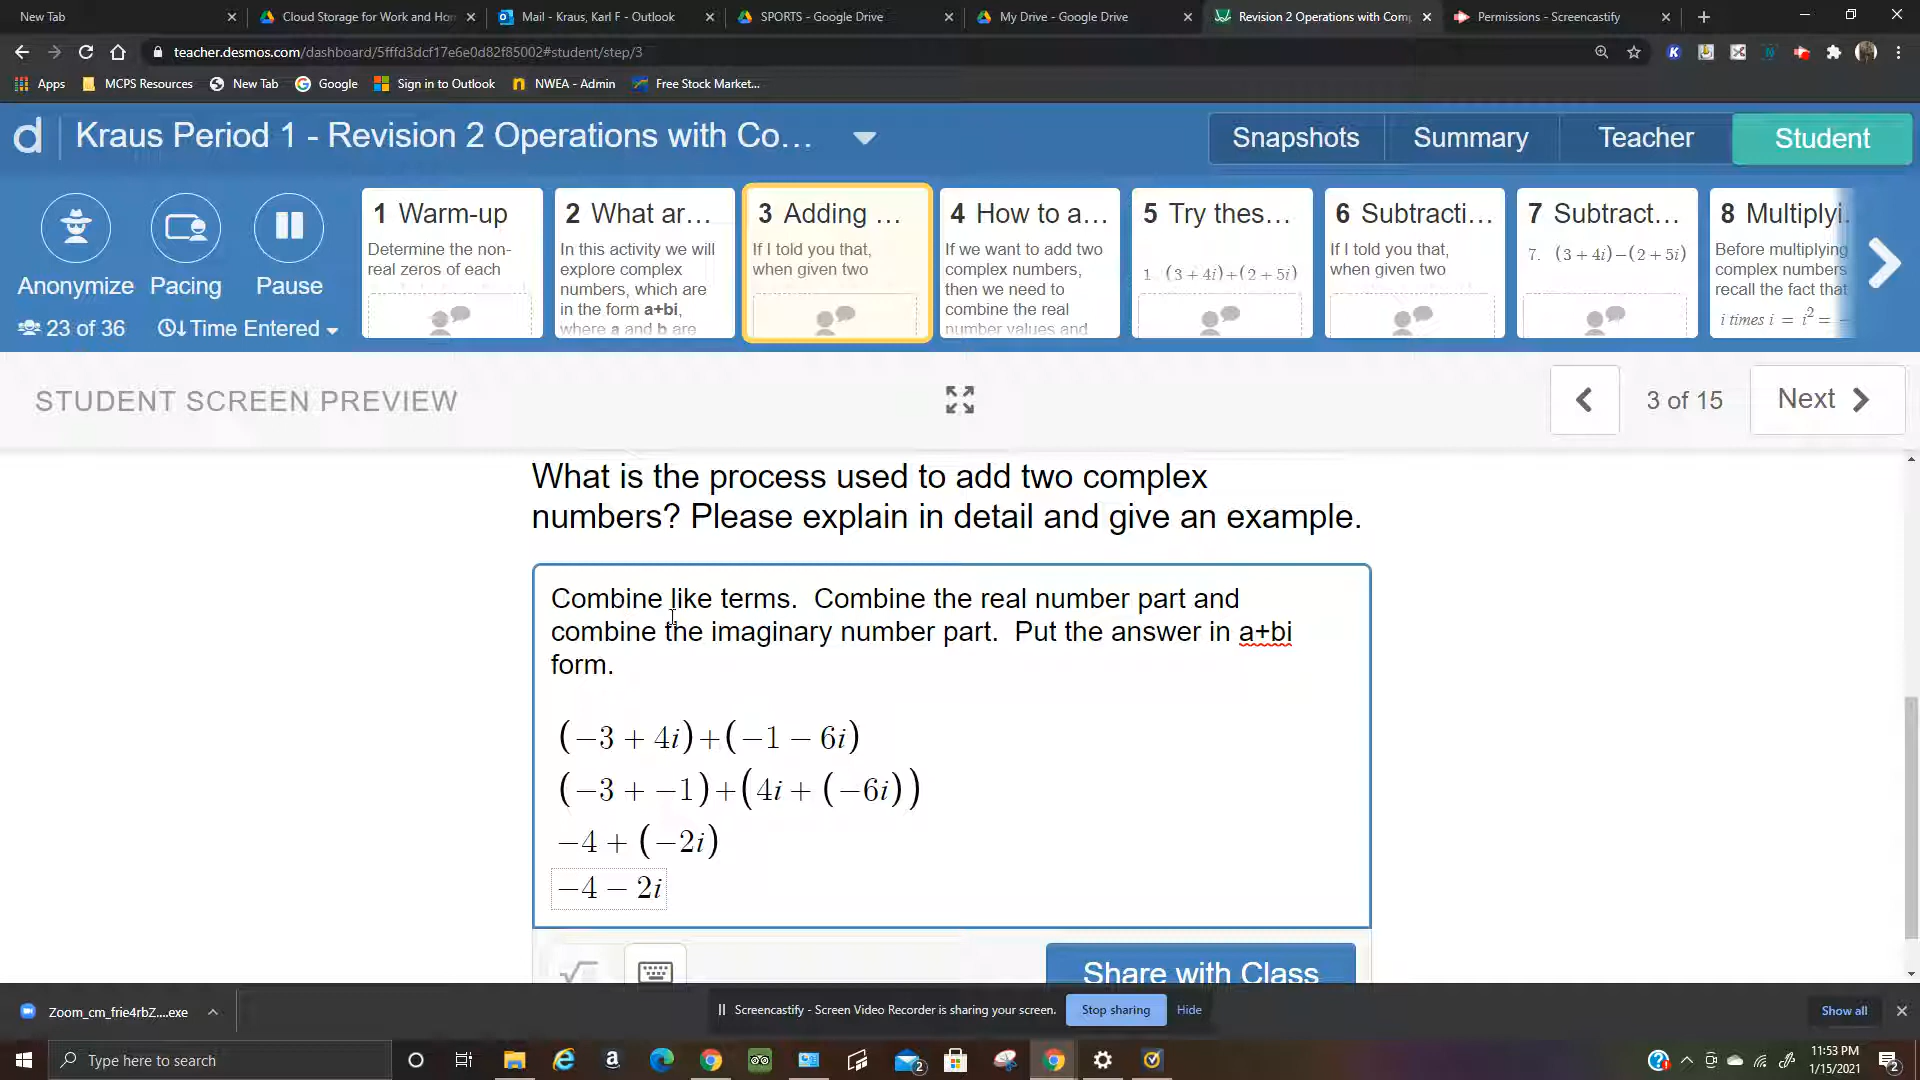 New Tab
Cloud Storage for Work and Hon
Mail - Kraus, Karl F - Outlook
SPORTS - Google Drive
My Drive - Google Drive
Revision 2 Operations with Comp
Permissions - Screencastify
teacher.desmos.com/dashboard/5fffd3dcf17e6e0d82f85002#student/step/3
Apps
MCPS Resources
New Tab
Google
Sign in to Outlook
NWEA - Admin
Free Stock Market...
d
Kraus Period 1 - Revision 2 Operations with Co...
Snapshots
Summary
Teacher
Student
Anonymize
Pacing
Pause
23 of 36
Time Entered
1 Warm-up
Determine the non-
real zeros of each
2 What ar...
In this activity we will
explore complex
numbers, which are
in the form a+bi,
where a and b are
3 Adding ...
If I told you that,
when given two
4 How to a...
If we want to add two
complex numbers,
then we need to
combine the real
number values and
5 Try thes...
1. (3 + 4i)+(2 + 5i)
6 Subtracti...
If I told you that,
when given two
7 Subtract...
7. (3 + 4i)−(2 + 5i)
8 Multiplyi
Before multiplying
complex numbers
recall the fact that
i times i = i² = −
STUDENT SCREEN PREVIEW
3 of 15
Next
What is the process used to add two complex
numbers? Please explain in detail and give an example.
Combine like terms. Combine the real number part and
combine the imaginary number part. Put the answer in a+bi
form.
(−3 + 4i)+(−1 − 6i)
(−3 + −1)+(4i + (−6i))
−4 + (−2i)
−4 − 2i
Share with Class
Zoom_cm_frie4rbZ....exe
Screencastify - Screen Video Recorder is sharing your screen.
Stop sharing
Hide
Show all
Type here to search
2
11:53 PM
1/15/2021
2